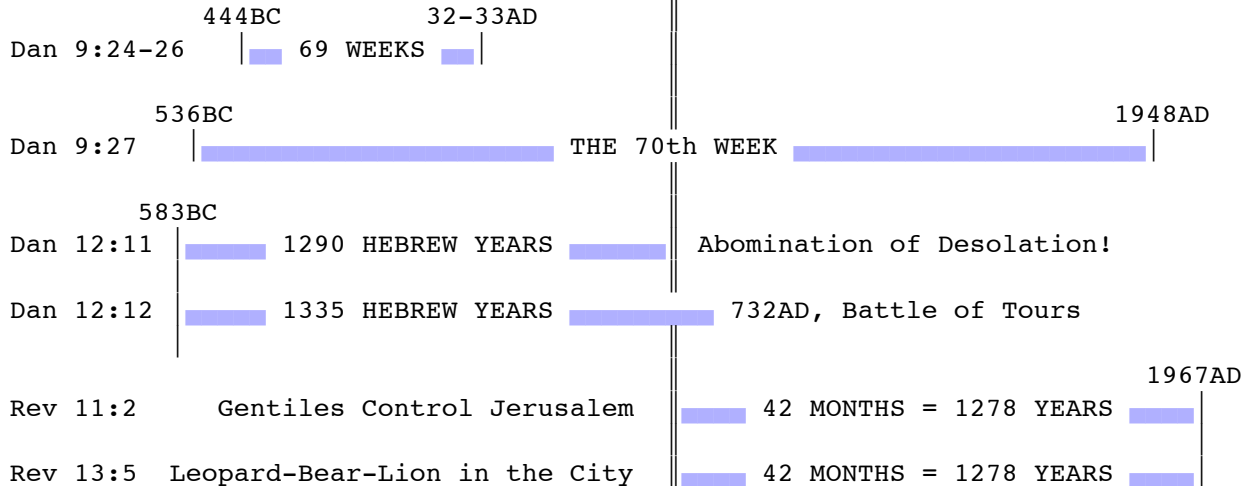 444BC 32-33AD
Dan 9:24-26 69 WEEKS
536BC 1948AD
Dan 9:27 THE 70th WEEK
583BC
Dan 12:11 1290 HEBREW YEARS Abomination of Desolation!
Dan 12:12 1335 HEBREW YEARS 732AD, Battle of Tours
1967AD
Rev 11:2 Gentiles Control Jerusalem 42 MONTHS = 1278 YEARS
Rev 13:5 Leopard-Bear-Lion in the City 42 MONTHS = 1278 YEARS